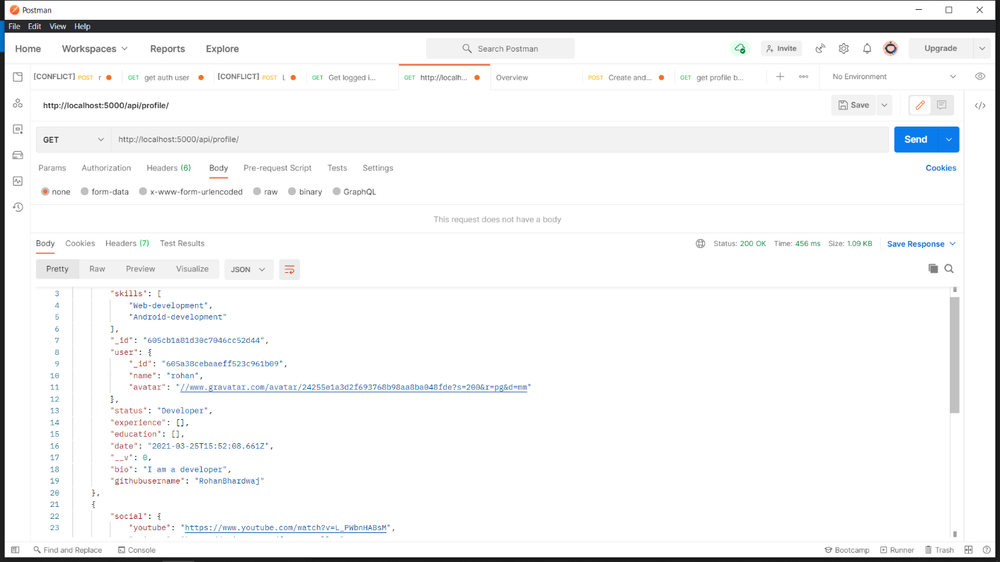 Postman
File Edit View Help
Home Workspaces Reports Explore Search Postman Invite Upgrade
[CONFLICT] POST r GET get auth user [CONFLICT] POST L GET Get logged i... GET http://localh... Overview POST Create and... GET get profile b... No Environment
http://localhost:5000/api/profile/ Save
GET http://localhost:5000/api/profile/ Send
Params Authorization Headers (6) Body Pre-request Script Tests Settings Cookies
none form-data x-www-form-urlencoded raw binary GraphQL
This request does not have a body
Body Cookies Headers (7) Test Results Status: 200 OK Time: 456 ms Size: 1.09 KB Save Response
Pretty Raw Preview Visualize JSON
3 "skills": [
4 "Web-development",
5 "Android-development"
6 ],
7 "_id": "605cb1a81d30c7046cc52d44",
8 "user": {
9 "_id": "605a38cebaaeff523c961b09",
10 "name": "rohan",
11 "avatar": "//www.gravatar.com/avatar/24255e1a3d2f693768b98aa8ba048fde?s=200&r=pg&d=mm"
12 },
13 "status": "Developer",
14 "experience": [],
15 "education": [],
16 "date": "2021-03-25T15:52:08.661Z",
17 "__v": 0,
18 "bio": "I am a developer",
19 "githubusername": "RohanBhardwaj"
20 },
21 {
22 "social": {
23 "youtube": "https://www.youtube.com/watch?v=L_PWbnHABsM",
Find and Replace Console Bootcamp Runner Trash